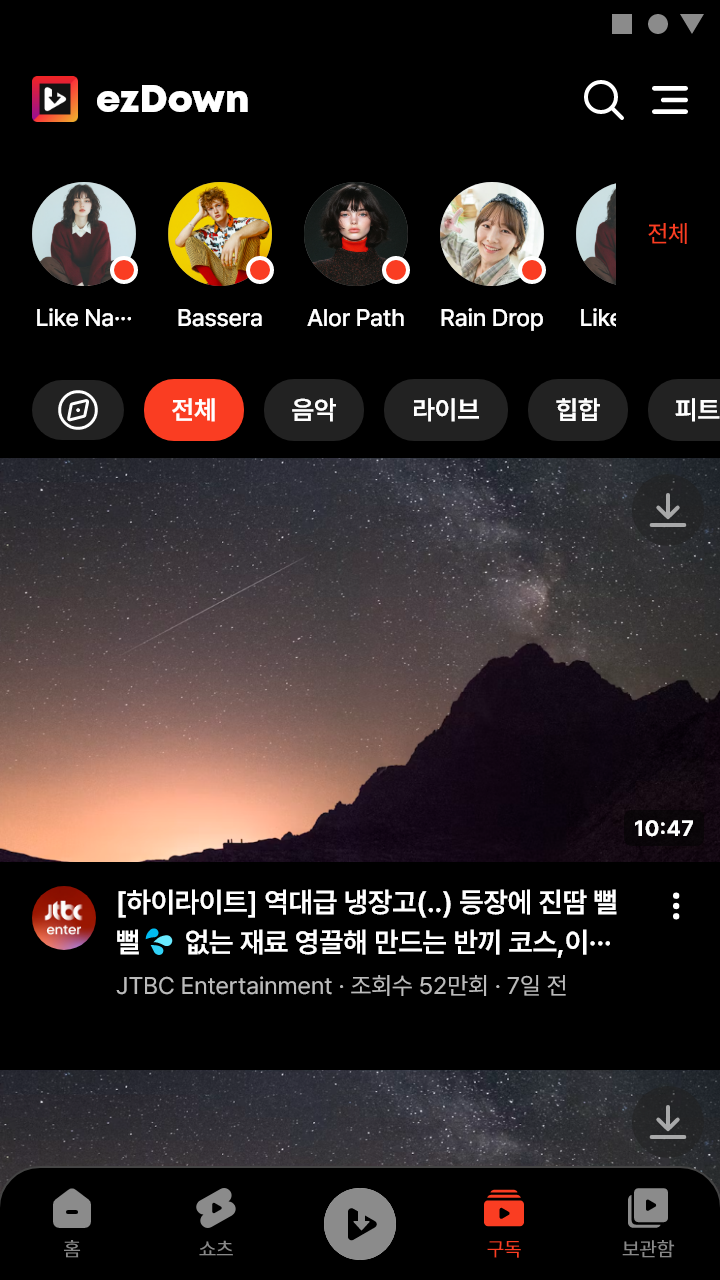 ezDown
전체
Like Na···
Bassera
Alor Path
Rain Drop
Like
전체
음악
라이브
힙합
피트
10:47
jtbc
enter
[하이라이트] 역대급 냉장고(..) 등장에 진땀 뻘
뻘💦 없는 재료 영끌해 만드는 반끼 코스,이···
JTBC Entertainment · 조회수 52만회 · 7일 전
홈
쇼츠
구독
보관함